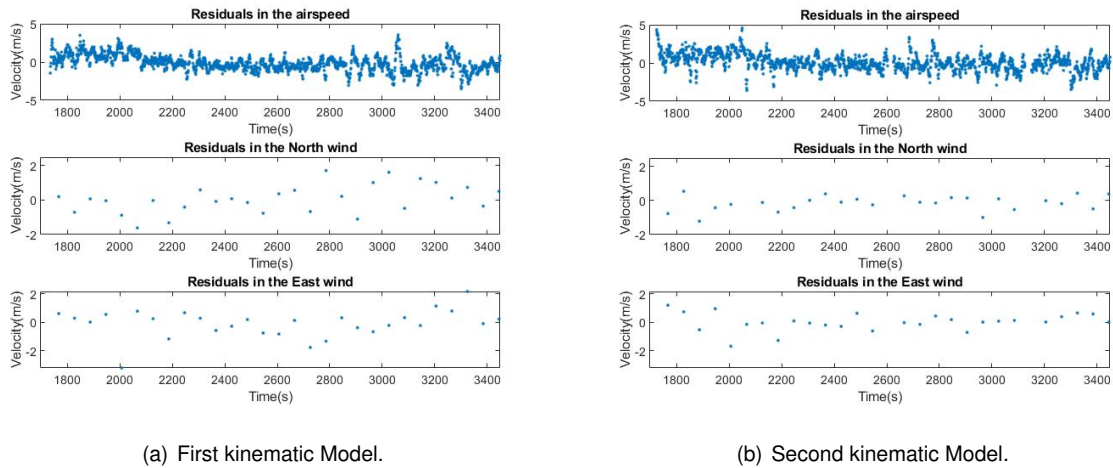 Residuals in the airspeed
5
0
-5
Velocity(m/s)
1800 2000 2200 2400 2600 2800 3000 3200 3400
Time(s)
Residuals in the North wind
2
0
-2
Velocity(m/s)
1800 2000 2200 2400 2600 2800 3000 3200 3400
Time(s)
Residuals in the East wind
2
0
-2
Velocity(m/s)
1800 2000 2200 2400 2600 2800 3000 3200 3400
Time(s)
(a) First kinematic Model.
Residuals in the airspeed
5
0
-5
Velocity(m/s)
1800 2000 2200 2400 2600 2800 3000 3200 3400
Time(s)
Residuals in the North wind
2
0
-2
Velocity(m/s)
1800 2000 2200 2400 2600 2800 3000 3200 3400
Time(s)
Residuals in the East wind
2
0
-2
Velocity(m/s)
1800 2000 2200 2400 2600 2800 3000 3200 3400
Time(s)
(b) Second kinematic Model.